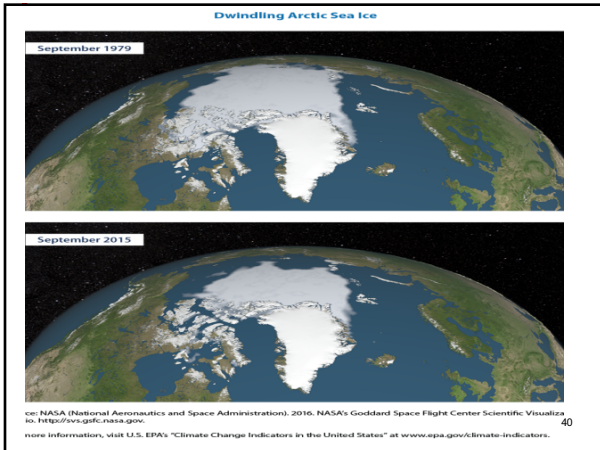 Dwindling Arctic Sea Ice
September 1979
September 2015
ce: NASA (National Aeronautics and Space Administration). 2016. NASA's Goddard Space Flight Center Scientific Visualiza
io. http://svs.gsfc.nasa.gov.
40
more information, visit U.S. EPA's "Climate Change Indicators in the United States" at www.epa.gov/climate-indicators.